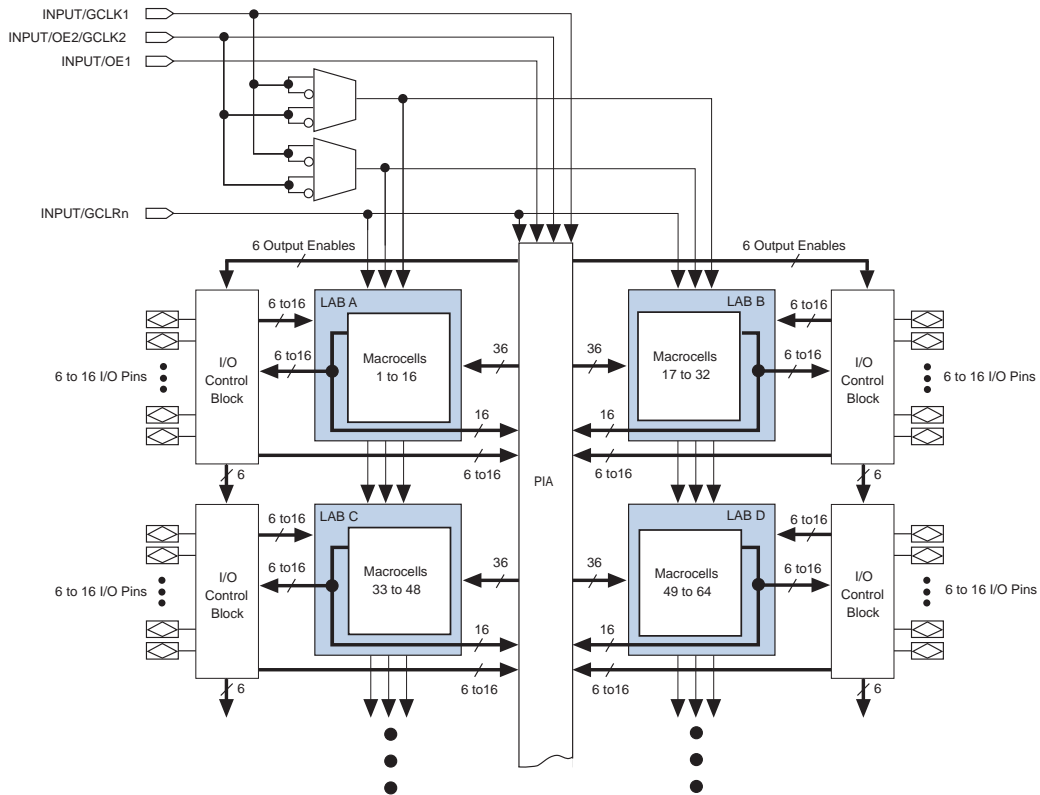 INPUT/GCLK1
INPUT/OE2/GCLK2
INPUT/OE1
INPUT/GCLRn
6 Output Enables
6 Output Enables
6 to16
LAB A
LAB B
6 to16
6 to 16 I/O Pins
I/O
Control
Block
6 to16
Macrocells
1 to 16
36
36
Macrocells
17 to 32
6 to16
I/O
Control
Block
6 to 16 I/O Pins
16
16
6 to16
6 to16
PIA
6
6
6 to16
LAB C
LAB D
6 to16
6 to 16 I/O Pins
I/O
Control
Block
6 to16
Macrocells
33 to 48
36
36
Macrocells
49 to 64
6 to16
I/O
Control
Block
6 to 16 I/O Pins
16
16
6 to16
6 to16
6
6